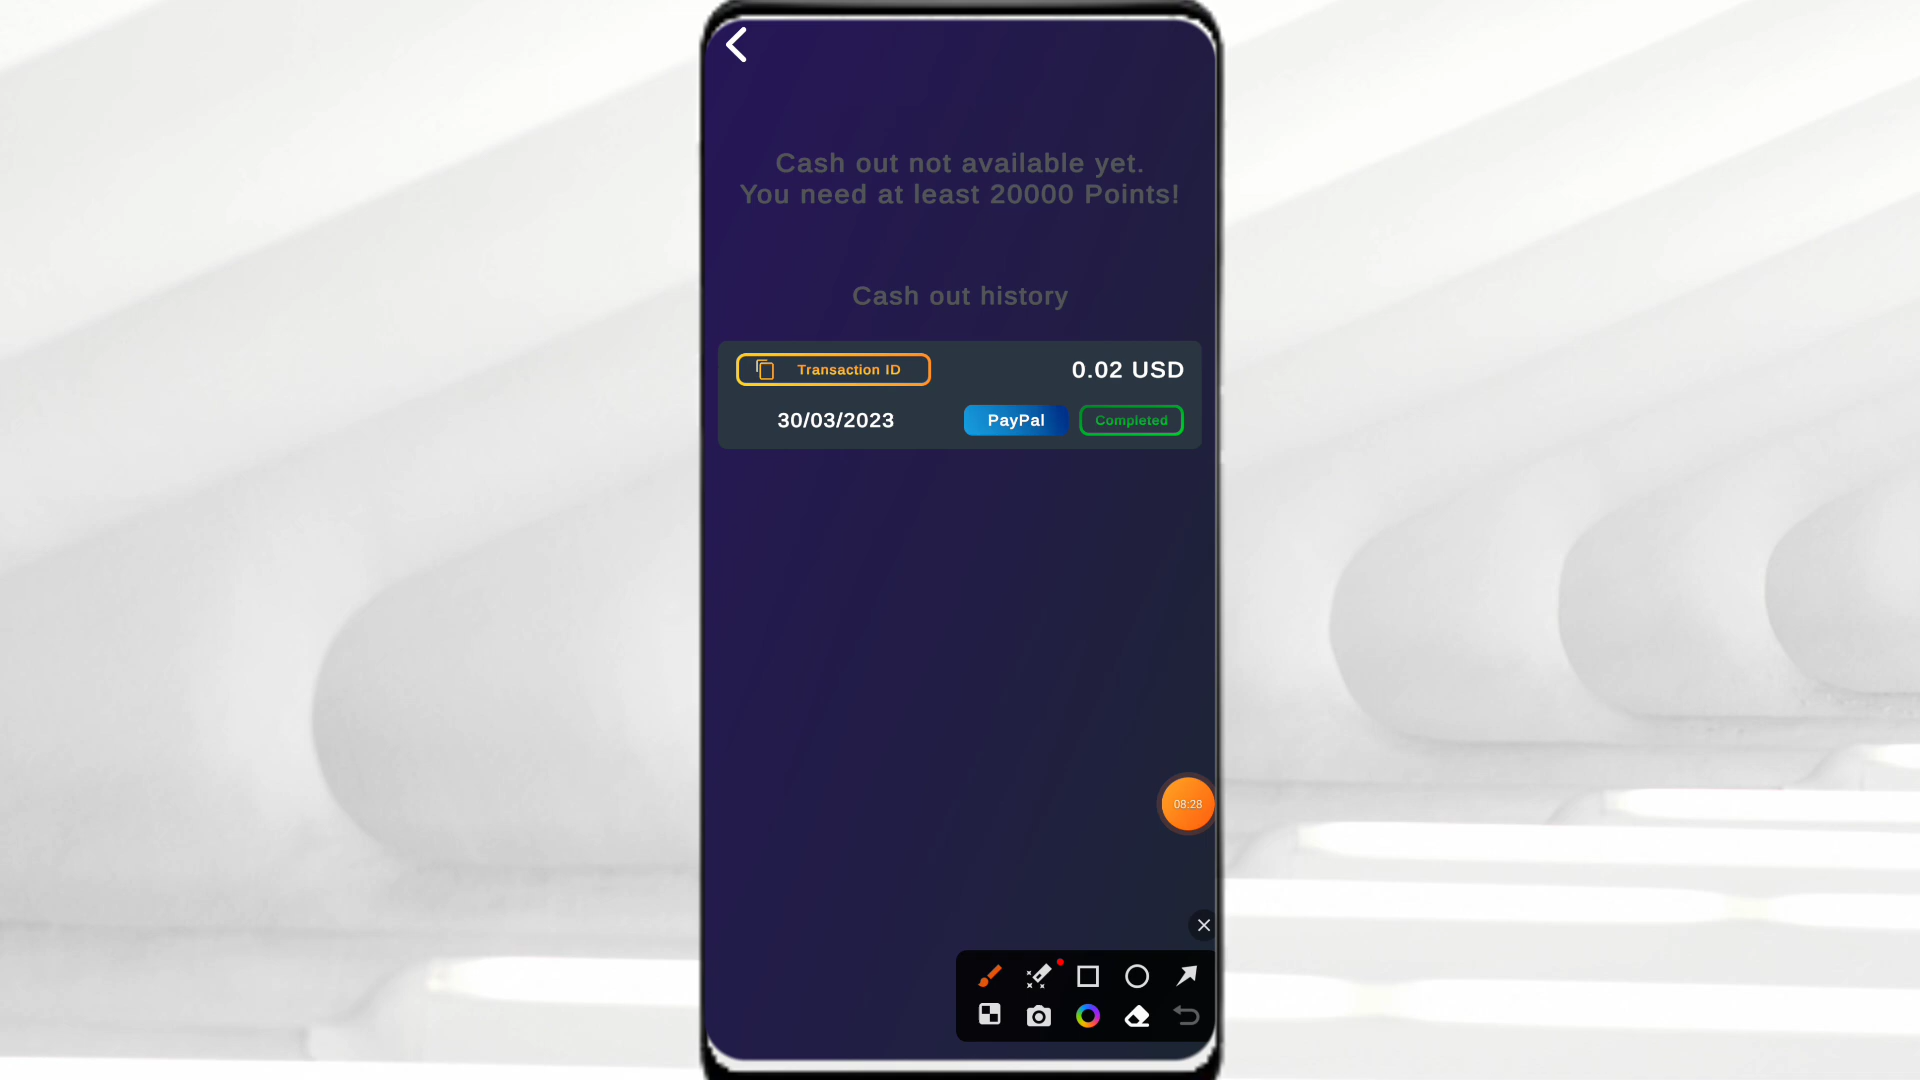 Cash out not available yet.
You need at least 20000 Points!
Cash out history
Transaction ID
0.02 USD
30/03/2023
PayPal
Completed
08:28